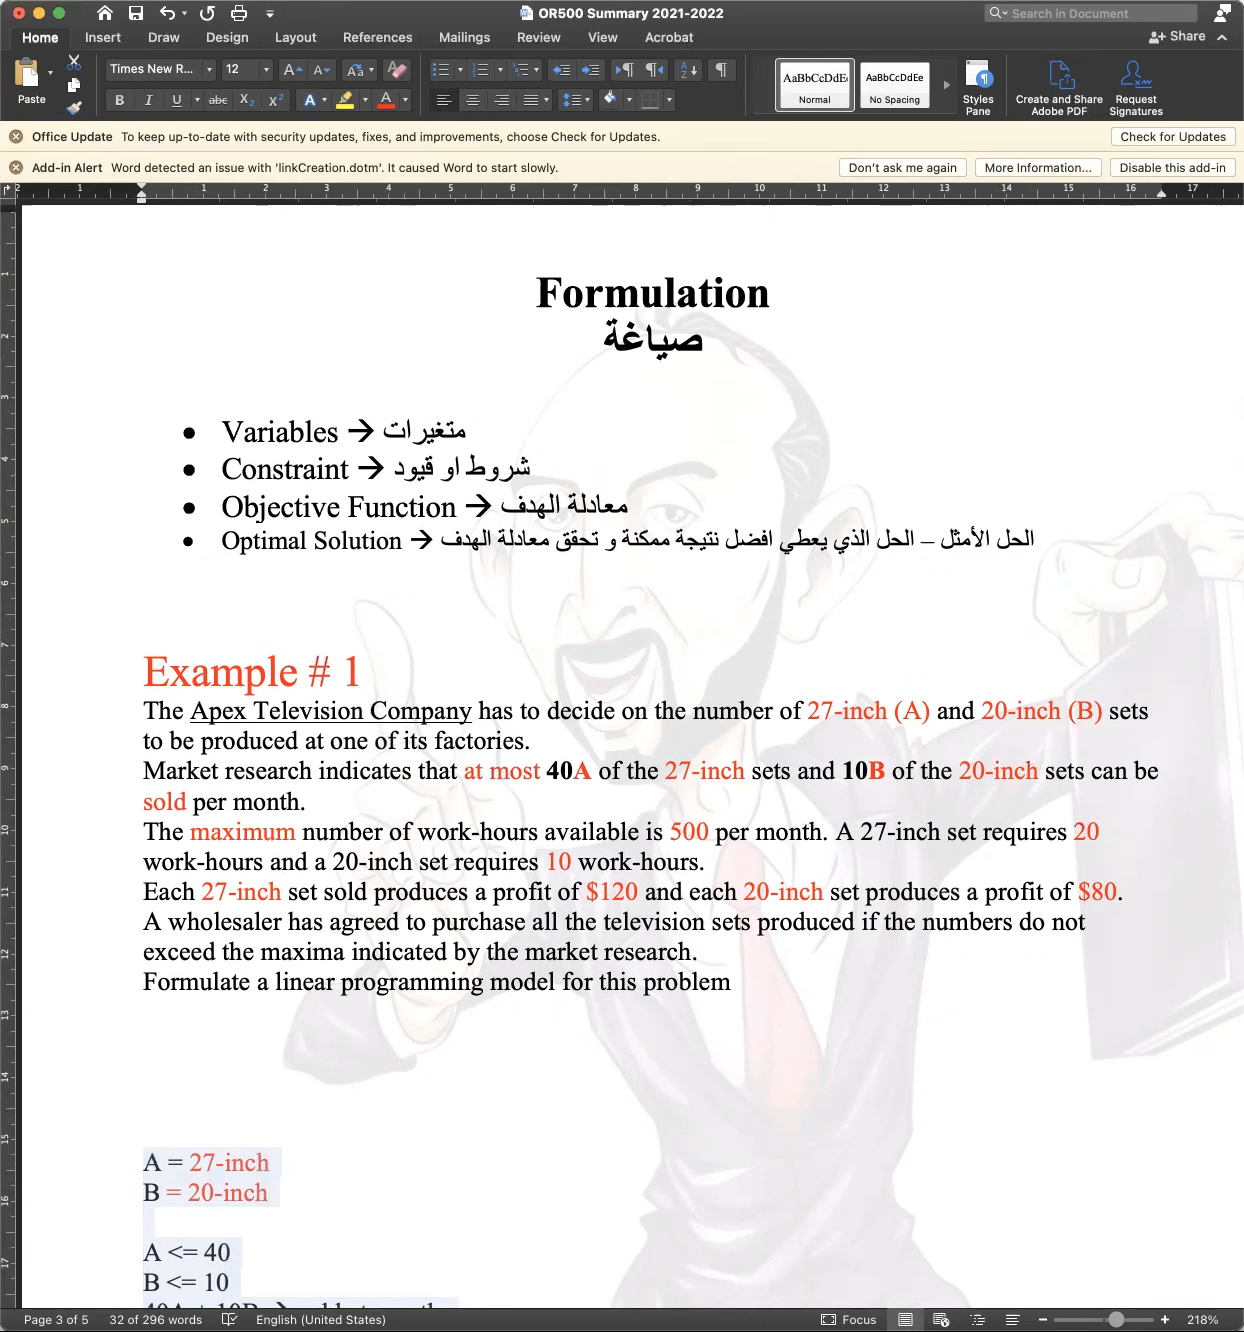 OR500 Summary 2021-2022
Search in Document
Home Insert Draw Design Layout References Mailings Review View Acrobat
Share
Paste
Times New R... 12
AaBbCcDdE
Normal
AaBbCcDdEe
No Spacing
Styles Pane
Create and Share Adobe PDF
Request Signatures
Office Update To keep up-to-date with security updates, fixes, and improvements, choose Check for Updates.
Check for Updates
Add-in Alert Word detected an issue with 'linkCreation.dotm'. It caused Word to start slowly.
Don't ask me again
More Information...
Disable this add-in
Formulation
صياغة
• Variables → متغيرات
• Constraint → شروط او قيود
• Objective Function → معادلة الهدف
• Optimal Solution → الحل الأمثل – الحل الذي يعطي افضل نتيجة ممكنة و تحقق معادلة الهدف
Example # 1
The Apex Television Company has to decide on the number of 27-inch (A) and 20-inch (B) sets
to be produced at one of its factories.
Market research indicates that at most 40A of the 27-inch sets and 10B of the 20-inch sets can be
sold per month.
The maximum number of work-hours available is 500 per month. A 27-inch set requires 20
work-hours and a 20-inch set requires 10 work-hours.
Each 27-inch set sold produces a profit of $120 and each 20-inch set produces a profit of $80.
A wholesaler has agreed to purchase all the television sets produced if the numbers do not
exceed the maxima indicated by the market research.
Formulate a linear programming model for this problem
A = 27-inch
B = 20-inch
A <= 40
B <= 10
Page 3 of 5 32 of 296 words English (United States) Focus 218%